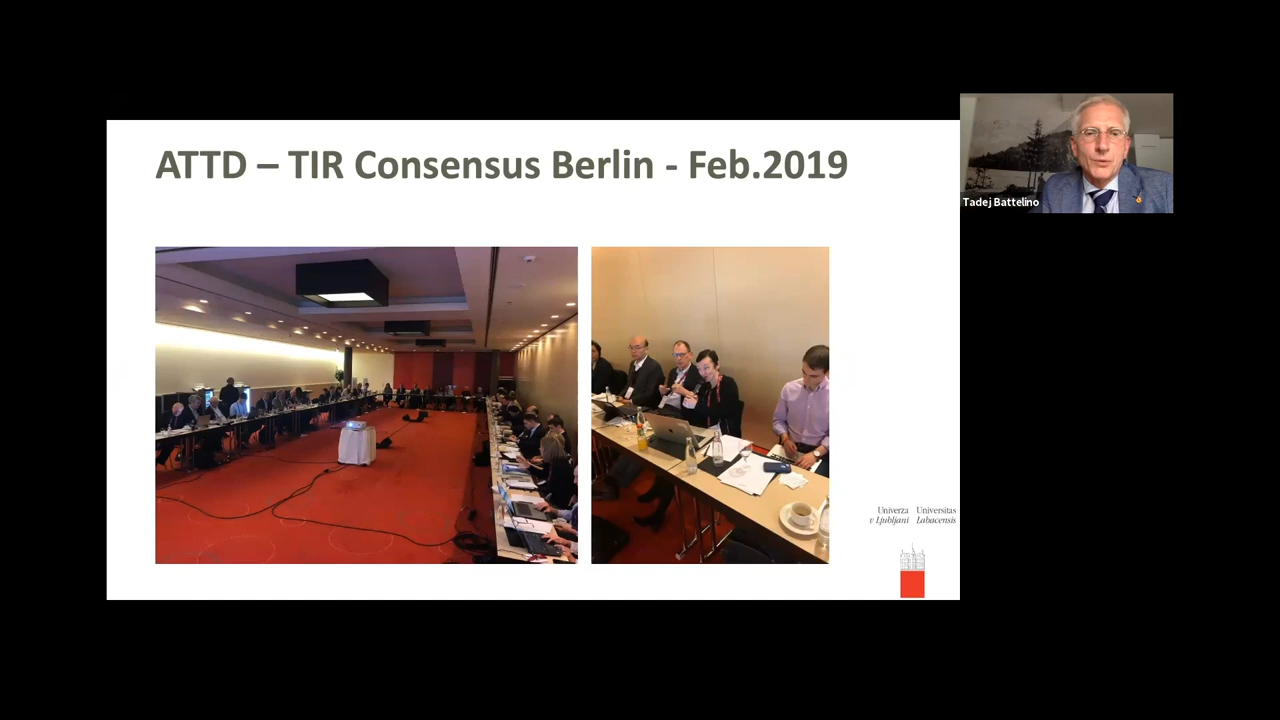 ATTD – TIR Consensus Berlin - Feb.2019
Tadej Battelino
Univerza Universitas
v Ljubljani Labacensis